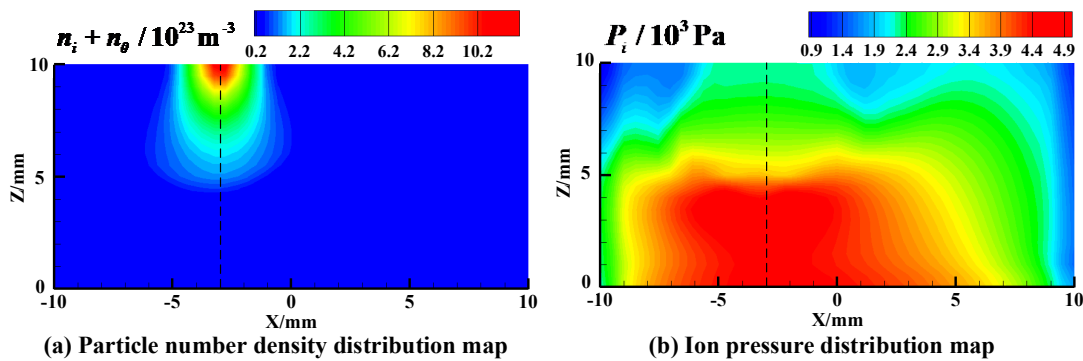 n_i + n_θ / 10^23 m^-3
0.2 2.2 4.2 6.2 8.2 10.2
10
5
0
Z/mm
-10 -5 0 5 10
X/mm
(a) Particle number density distribution map
P_i / 10^3 Pa
0.9 1.4 1.9 2.4 2.9 3.4 3.9 4.9
10
5
0
Z/mm
-10 -5 0 5 10
X/mm
(b) Ion pressure distribution map